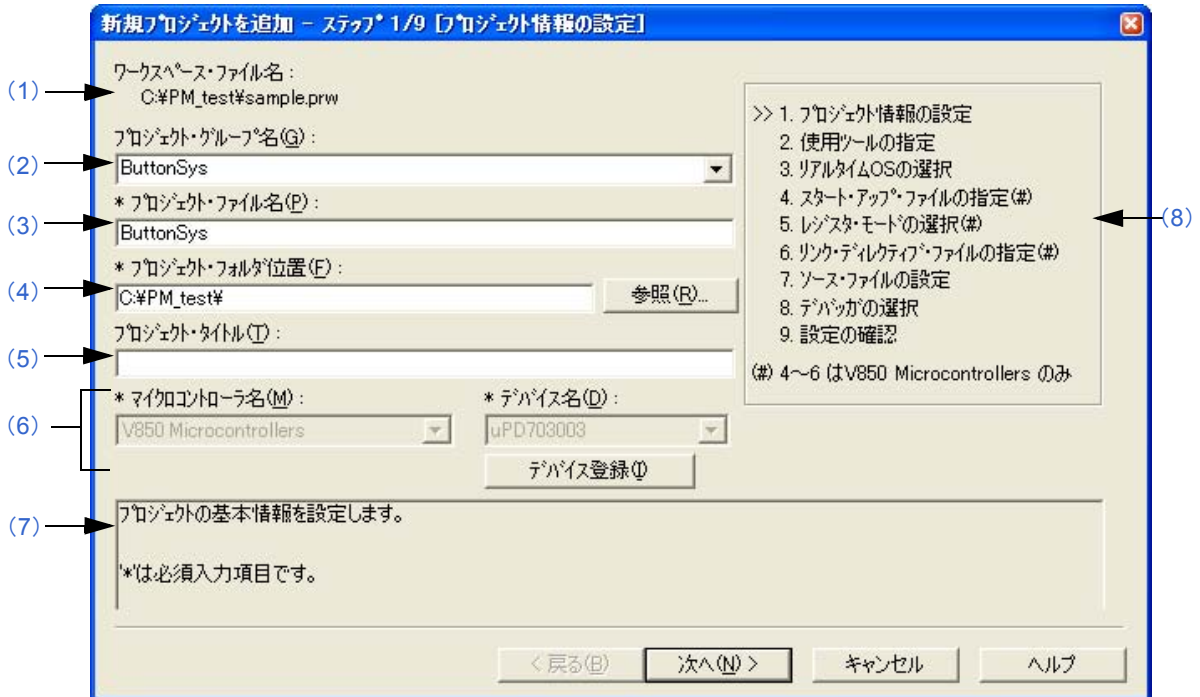 新規プロジェクトを追加 - ステップ 1/9 [プロジェクト情報の設定]
(1)
ワークスペース・ファイル名 :
C:¥PM_test¥sample.prw
(2)
プロジェクト・グループ名(G) :
ButtonSys
(3)
* プロジェクト・ファイル名(P) :
ButtonSys
(4)
* プロジェクト・フォルダ位置(F) :
C:¥PM_test¥
参照(R)...
(5)
プロジェクト・タイトル(T) :
(6)
* マイクロコントローラ名(M) :
V850 Microcontrollers
* デバイス名(D) :
uPD703003
デバイス登録(I)
(7)
プロジェクトの基本情報を設定します。
'*'は必須入力項目です。
>> 1. プロジェクト情報の設定
2. 使用ツールの指定
3. リアルタイムOSの選択
4. スタート・アップ・ファイルの指定(#)
5. レジスタ・モードの選択(#)
6. リンク・ディレクティブ・ファイルの指定(#)
7. ソース・ファイルの設定
8. デバッガの選択
9. 設定の確認
(#) 4～6 はV850 Microcontrollers のみ
(8)
< 戻る(B)
次へ(N) >
キャンセル
ヘルプ